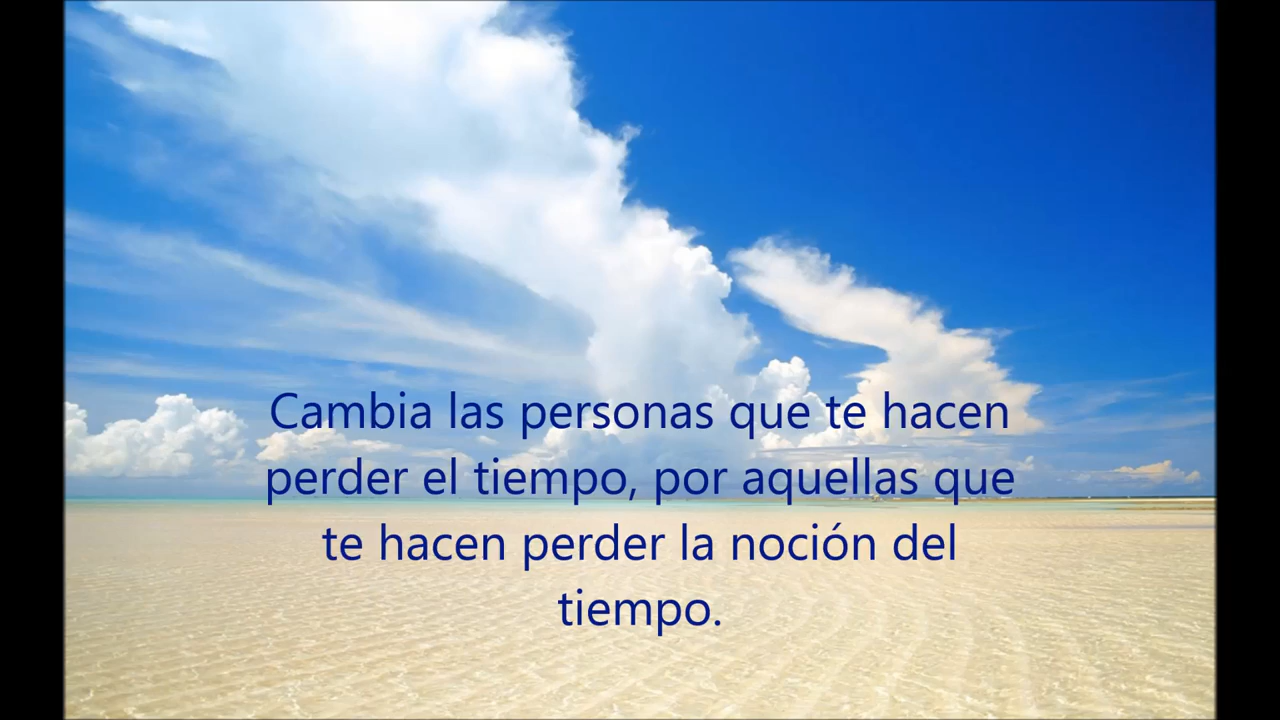 Cambia las personas que te hacen
perder el tiempo, por aquellas que
te hacen perder la noción del
tiempo.